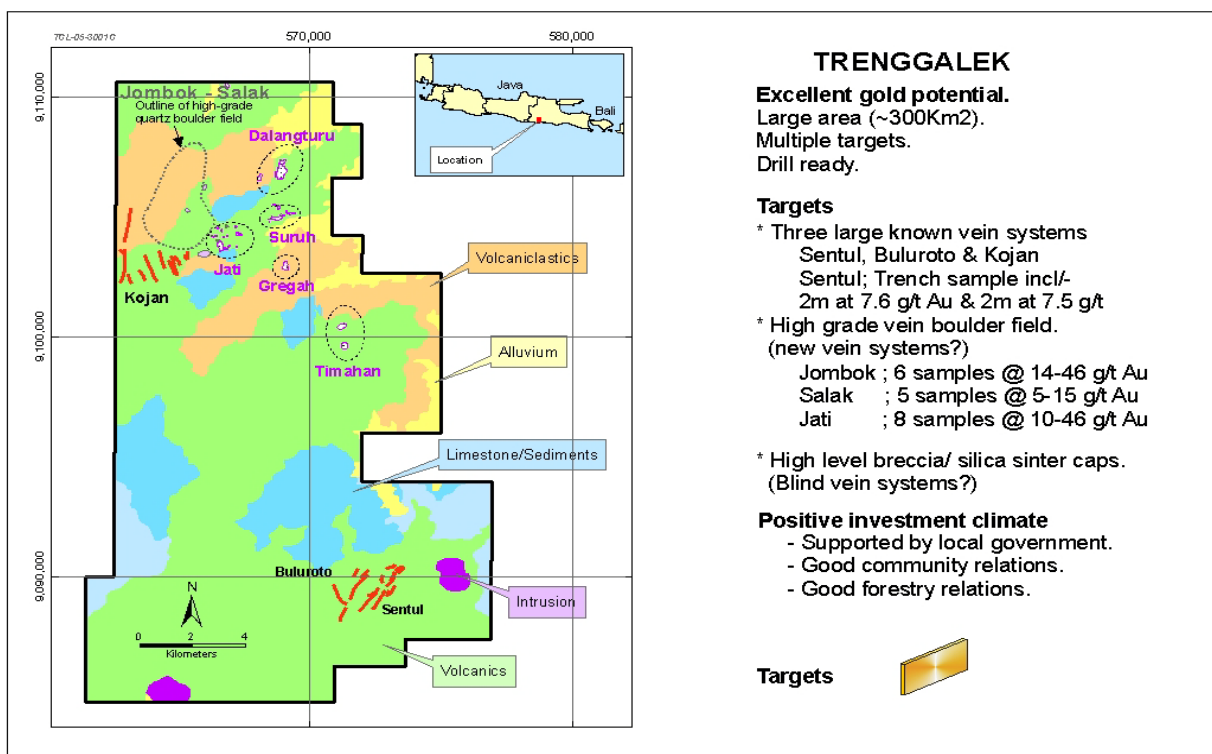 TCL-05-3001C
570,000
580,000
9,110,000
9,100,000
9,090,000
Jombok - Salak
Outline of high-grade
quartz boulder field
Dalangturu
Suruh
Jati
Gregah
Kojan
Timahan
Java
Bali
Location
Volcaniclastics
Alluvium
Limestone/Sediments
Buluroto
Sentul
Intrusion
Volcanics
N
0 2 4
Kilometers
TRENGGALEK
Excellent gold potential.
Large area (~300Km2).
Multiple targets.
Drill ready.
Targets
* Three large known vein systems
Sentul, Buluroto & Kojan
Sentul; Trench sample incl/-
2m at 7.6 g/t Au & 2m at 7.5 g/t
* High grade vein boulder field.
(new vein systems?)
Jombok ; 6 samples @ 14-46 g/t Au
Salak ; 5 samples @ 5-15 g/t Au
Jati ; 8 samples @ 10-46 g/t Au
* High level breccia/ silica sinter caps.
(Blind vein systems?)
Positive investment climate
- Supported by local government.
- Good community relations.
- Good forestry relations.
Targets